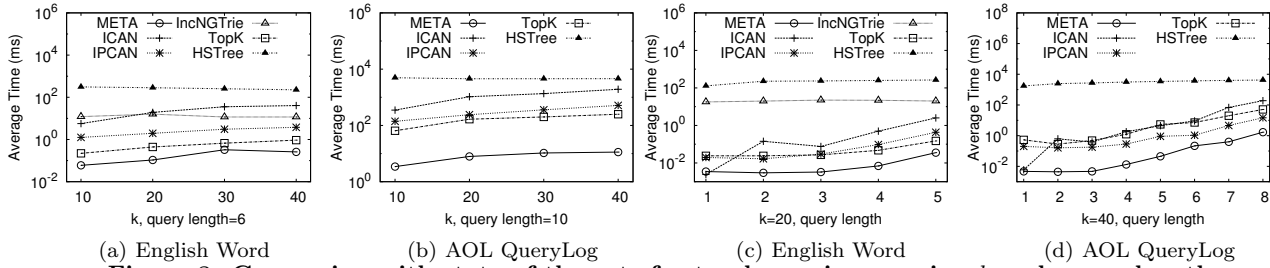 META
ICAN
IPCAN
IncNGTrie
TopK
HSTree
Average Time (ms)
10^6
10^4
10^2
10^0
10^-2
10 20 30 40
k, query length=6
(a) English Word
META
ICAN
IPCAN
TopK
HSTree
Average Time (ms)
10^6
10^4
10^2
10^0
10 20 30 40
k, query length=10
(b) AOL QueryLog
META
ICAN
IPCAN
IncNGTrie
TopK
HSTree
Average Time (ms)
10^6
10^4
10^2
10^0
10^-2
1 2 3 4 5
k=20, query length
(c) English Word
META
ICAN
IPCAN
TopK
HSTree
Average Time (ms)
10^8
10^6
10^4
10^2
10^0
10^-2
1 2 3 4 5 6 7 8
k=40, query length
(d) AOL QueryLog